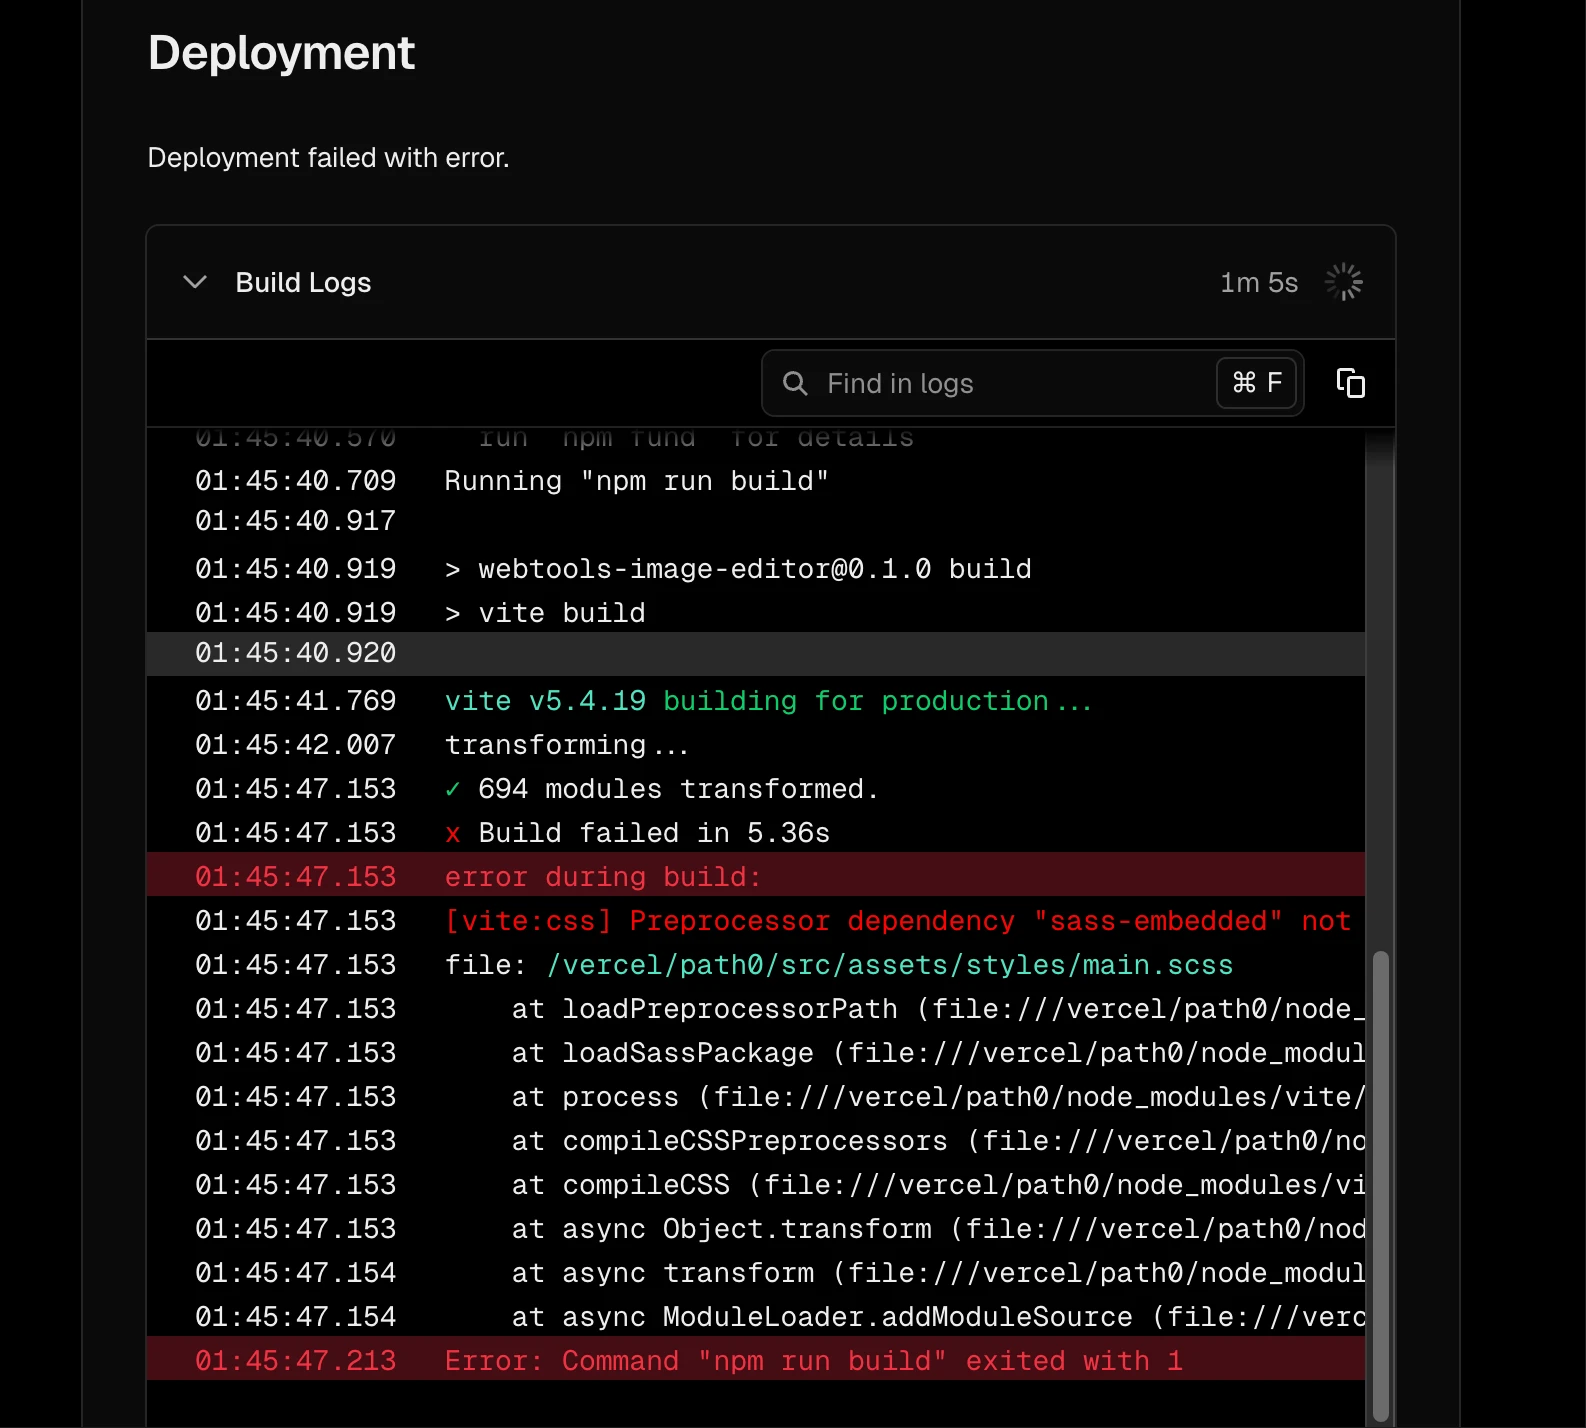 Deployment
Deployment failed with error.
Build Logs
1m 5s
Find in logs
⌘ F
01:45:40.570 run npm fund for details
01:45:40.709 Running "npm run build"
01:45:40.917
01:45:40.919 > webtools-image-editor@0.1.0 build
01:45:40.919 > vite build
01:45:40.920
01:45:41.769 vite v5.4.19 building for production...
01:45:42.007 transforming...
01:45:47.153 ✓ 694 modules transformed.
01:45:47.153 x Build failed in 5.36s
01:45:47.153 error during build:
01:45:47.153 [vite:css] Preprocessor dependency "sass-embedded" not
01:45:47.153 file: /vercel/path0/src/assets/styles/main.scss
01:45:47.153 at loadPreprocessorPath (file:///vercel/path0/node_
01:45:47.153 at loadSassPackage (file:///vercel/path0/node_modul
01:45:47.153 at process (file:///vercel/path0/node_modules/vite/
01:45:47.153 at compileCSSPreprocessors (file:///vercel/path0/no
01:45:47.153 at compileCSS (file:///vercel/path0/node_modules/vi
01:45:47.153 at async Object.transform (file:///vercel/path0/nod
01:45:47.154 at async transform (file:///vercel/path0/node_modul
01:45:47.154 at async ModuleLoader.addModuleSource (file:///verc
01:45:47.213 Error: Command "npm run build" exited with 1